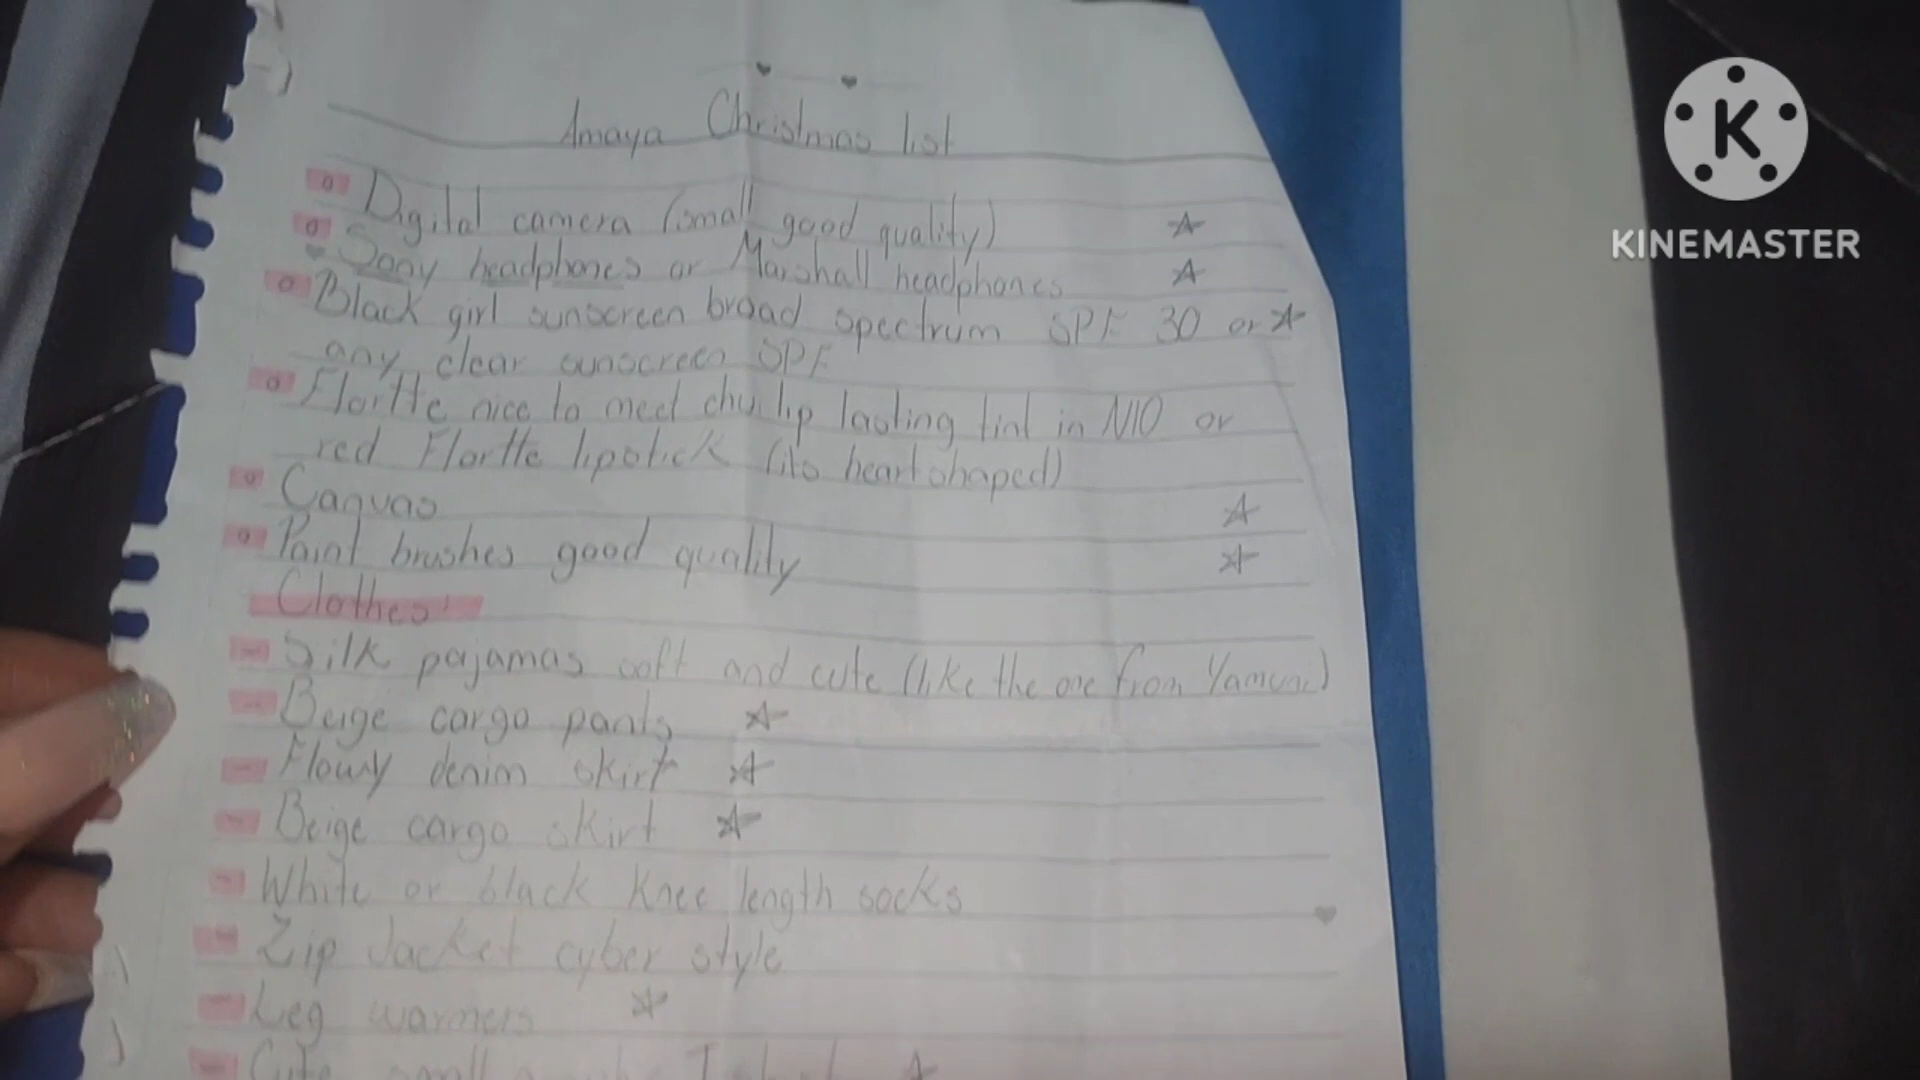 Amaya Christmas list
Digital camera (small good quality)
Sony headphones or Marshall headphones
Black girl sunscreen broad spectrum SPF 30 or
any clear sunscreen SPF
Flortte nice to meet chu lip lasting tint in N10 or
red Flortte lipstick (its heart shaped)
Canvas
Paint brushes good quality
Clothes:
Silk pajamas soft and cute (like the one from
Beige cargo pants
Flowy denim skirt
Beige cargo skirt
White or black knee length socks
Zip Jacket cyber style
Leg warmers
Cute small
K
KINEMASTER